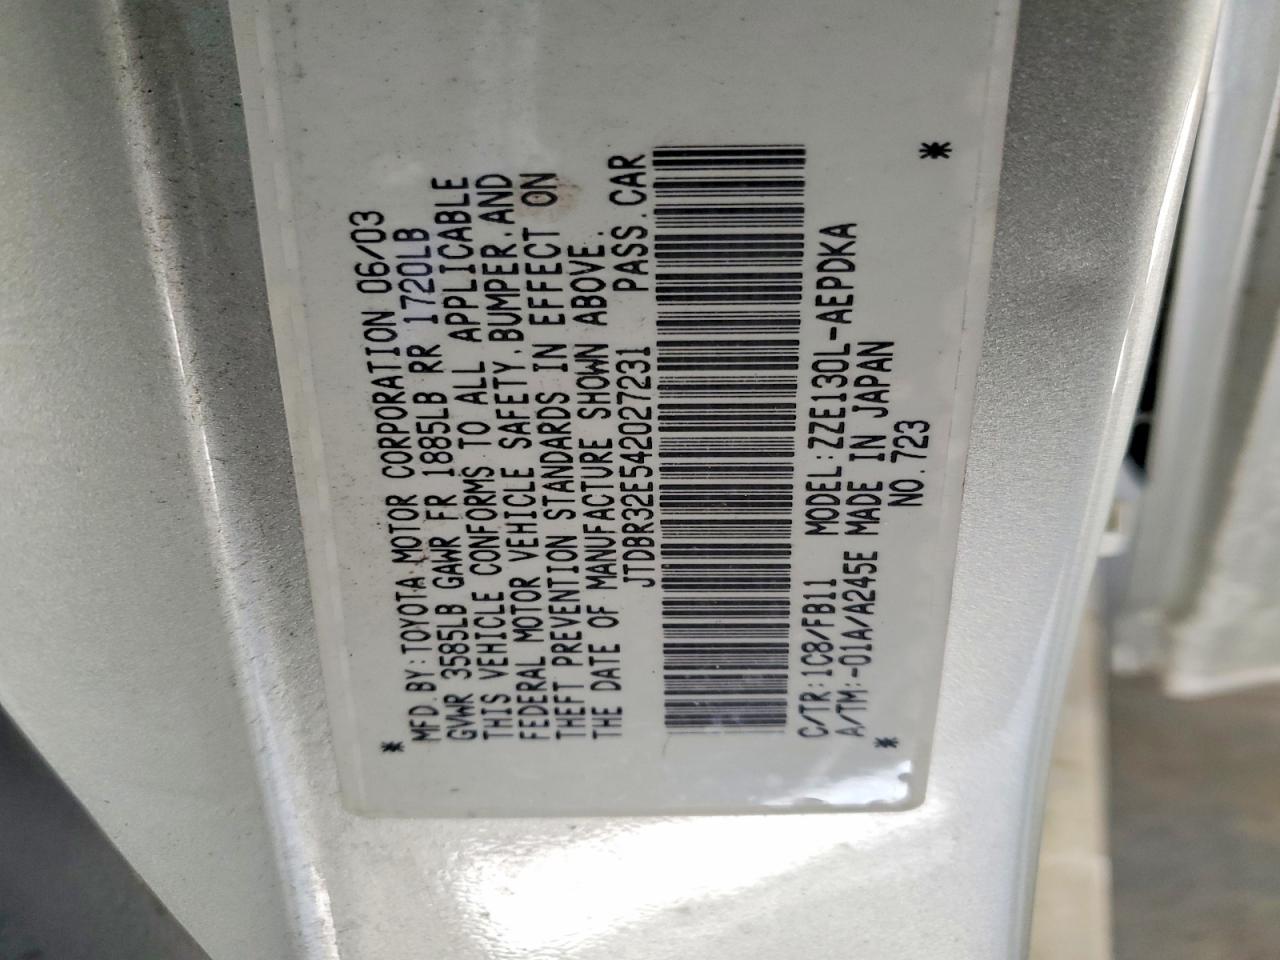 * *
MFD.BY:TOYOTA MOTOR CORPORATION 06/03
GVWR 3585LB GAWR FR 1885LB RR 1720LB
THIS VEHICLE CONFORMS TO ALL APPLICABLE
FEDERAL MOTOR VEHICLE SAFETY,BUMPER,AND
THEFT PREVENTION STANDARDS IN EFFECT ON
THE DATE OF MANUFACTURE SHOWN ABOVE.
JTDBR32E542027231 PASS.CAR
C/TR:1C8/FB11 MODEL:ZZE130L-AEPDKA
A/TM:-01A/A245E MADE IN JAPAN
NO.723
*